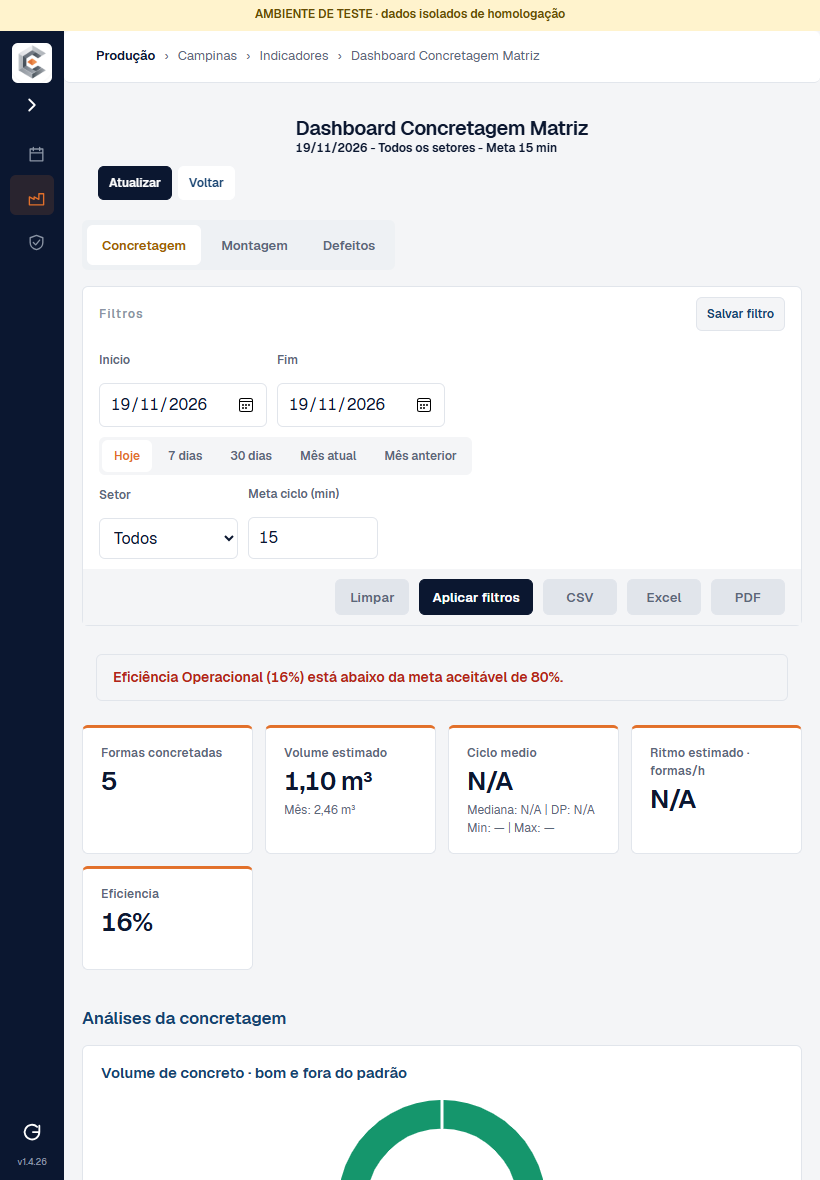 AMBIENTE DE TESTE · dados isolados de homologação
Produção › Campinas › Indicadores › Dashboard Concretagem Matriz
Dashboard Concretagem Matriz
19/11/2026 - Todos os setores - Meta 15 min
Atualizar Voltar
Concretagem Montagem Defeitos
Filtros Salvar filtro
Início Fim
19/11/2026 19/11/2026
Hoje 7 dias 30 dias Mês atual Mês anterior
Setor Meta ciclo (min)
Todos 15
Limpar Aplicar filtros CSV Excel PDF
Eficiência Operacional (16%) está abaixo da meta aceitável de 80%.
Formas concretadas
5
Volume estimado
1,10 m³
Mês: 2,46 m³
Ciclo medio
N/A
Mediana: N/A | DP: N/A
Min: — | Max: —
Ritmo estimado ·
formas/h
N/A
Eficiencia
16%
Análises da concretagem
Volume de concreto · bom e fora do padrão
v1.4.26